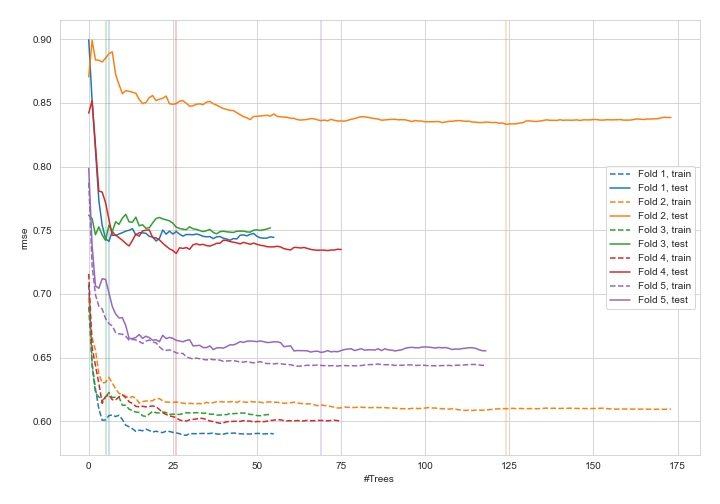 0.90
0.85
0.80
0.75
0.70
0.65
0.60
rmse
0 25 50 75 100 125 150 175
#Trees
Fold 1, train
Fold 1, test
Fold 2, train
Fold 2, test
Fold 3, train
Fold 3, test
Fold 4, train
Fold 4, test
Fold 5, train
Fold 5, test